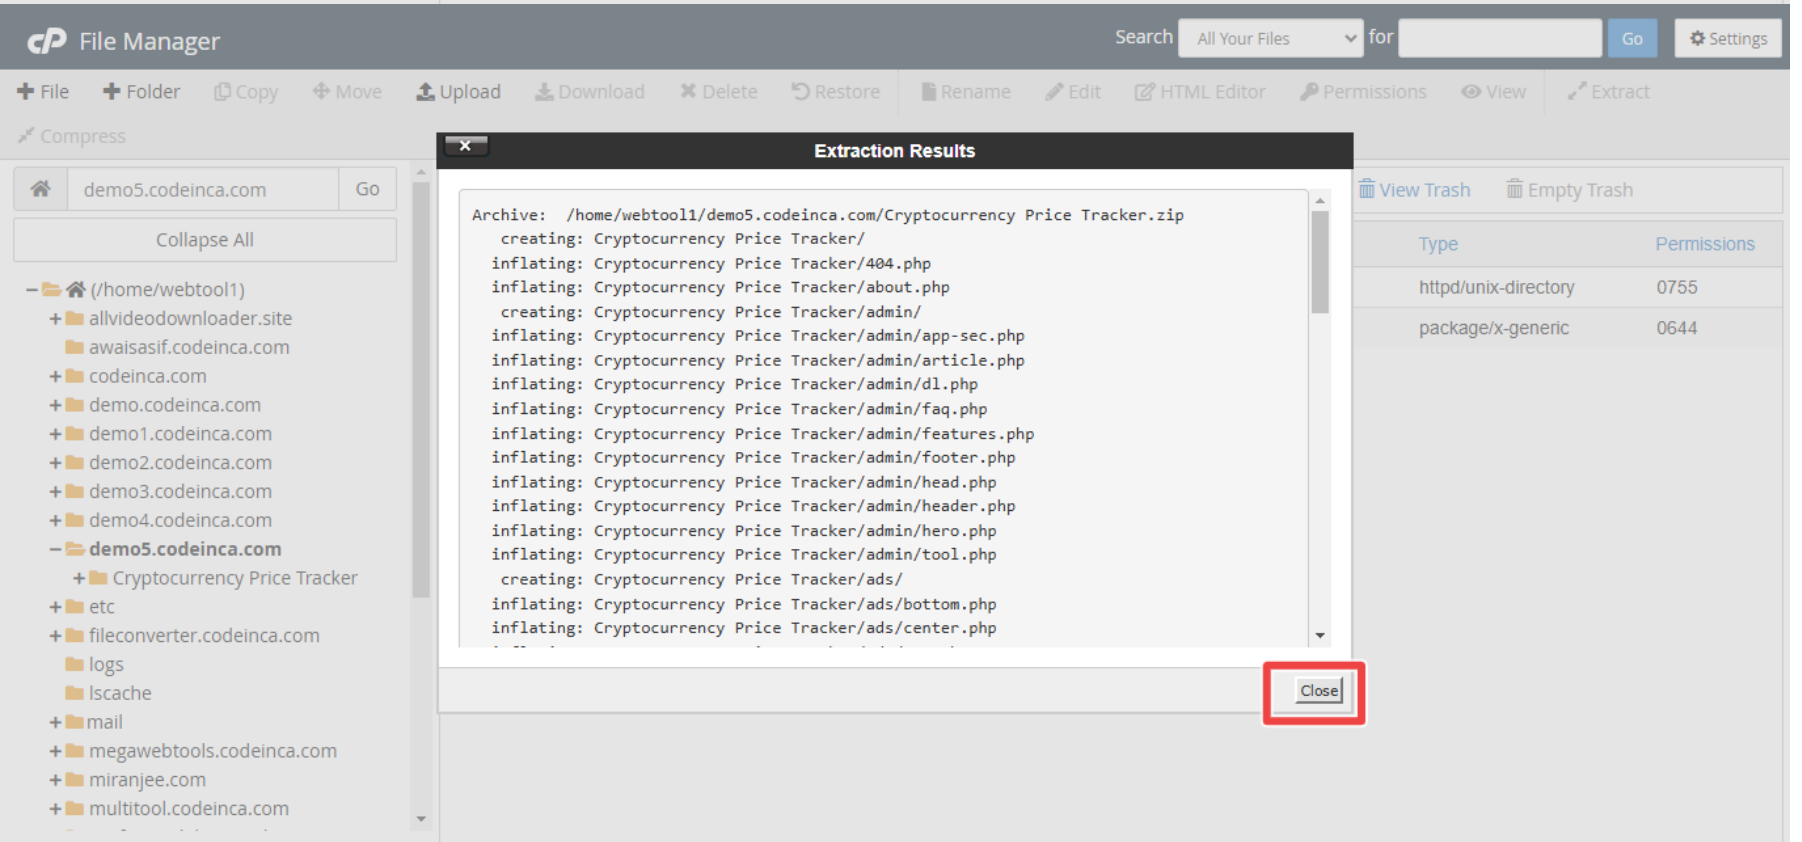 cP File Manager
Search All Your Files for Go Settings
File Folder Copy Move Upload Download Delete Restore Rename Edit HTML Editor Permissions View Extract
Compress
demo5.codeinca.com Go
Collapse All
(/home/webtool1)
allvideodownloader.site
awaisasif.codeinca.com
codeinca.com
demo.codeinca.com
demo1.codeinca.com
demo2.codeinca.com
demo3.codeinca.com
demo4.codeinca.com
demo5.codeinca.com
Cryptocurrency Price Tracker
etc
fileconverter.codeinca.com
logs
lscache
mail
megawebtools.codeinca.com
miranjee.com
multitool.codeinca.com
Extraction Results
Archive: /home/webtool1/demo5.codeinca.com/Cryptocurrency Price Tracker.zip
creating: Cryptocurrency Price Tracker/
inflating: Cryptocurrency Price Tracker/404.php
inflating: Cryptocurrency Price Tracker/about.php
creating: Cryptocurrency Price Tracker/admin/
inflating: Cryptocurrency Price Tracker/admin/app-sec.php
inflating: Cryptocurrency Price Tracker/admin/article.php
inflating: Cryptocurrency Price Tracker/admin/dl.php
inflating: Cryptocurrency Price Tracker/admin/faq.php
inflating: Cryptocurrency Price Tracker/admin/features.php
inflating: Cryptocurrency Price Tracker/admin/footer.php
inflating: Cryptocurrency Price Tracker/admin/head.php
inflating: Cryptocurrency Price Tracker/admin/header.php
inflating: Cryptocurrency Price Tracker/admin/hero.php
inflating: Cryptocurrency Price Tracker/admin/tool.php
creating: Cryptocurrency Price Tracker/ads/
inflating: Cryptocurrency Price Tracker/ads/bottom.php
inflating: Cryptocurrency Price Tracker/ads/center.php
Close
View Trash Empty Trash
Type Permissions
httpd/unix-directory 0755
package/x-generic 0644